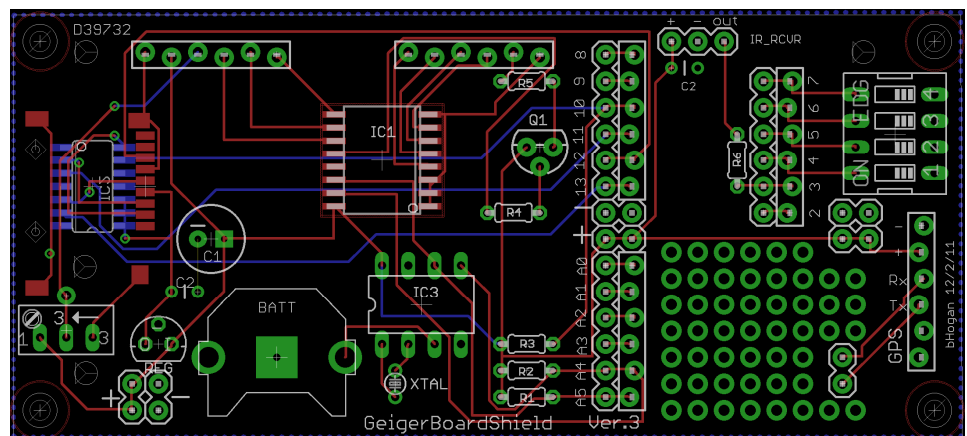 D39732
+ - out
IR_RCVR
C2
R5
8
9
10
11
12
13
Q1
IC1
IC5
R4
R6
7
6
5
4
3
2
FDG
ON
4
3
2
1
C1
C2
-
+
A0
A1
A2
A3
A4
A5
IC3
BATT
1
3
3
REG
+
-
XTAL
R3
R2
R1
-
+
Rx
Tx
GPS
bHogan 12/2/11
GeigerBoardShield Ver.3